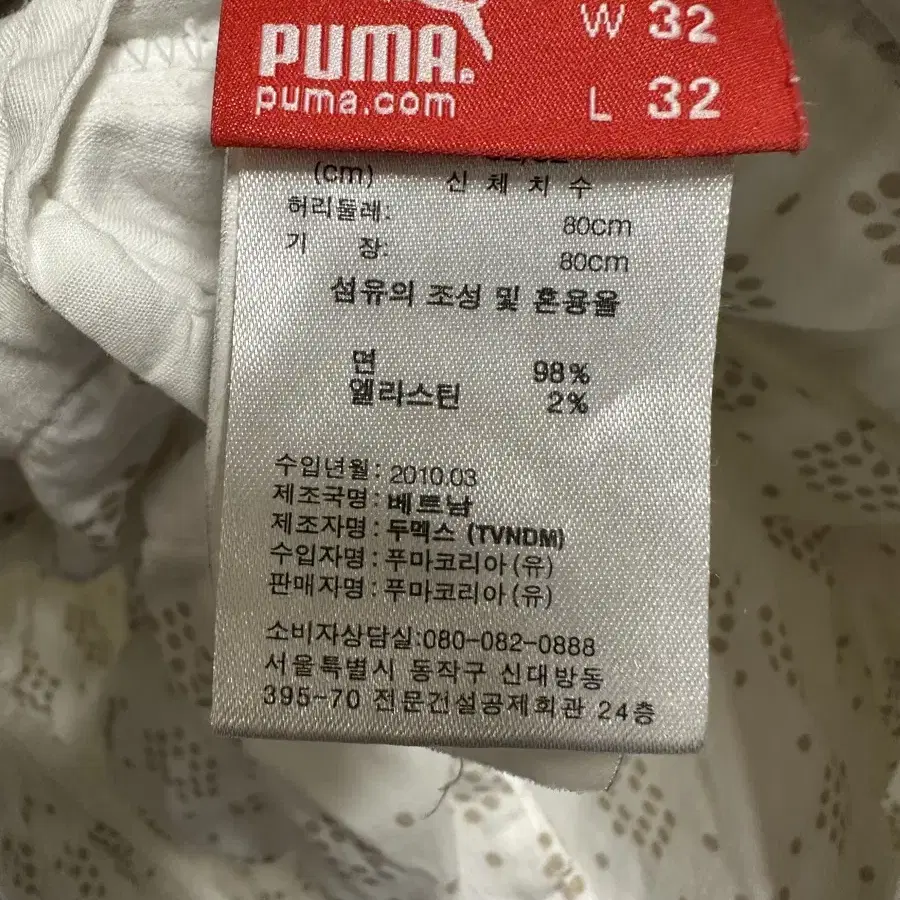 PUMA®
puma.com
W 32
L 32
(cm) 신 체 치 수
허리둘레: 80cm
기 장: 80cm
섬유의 조성 및 혼용율
면 98%
엘리스틴 2%
수입년월: 2010.03
제조국명: 베트남
제조자명: 두멕스 (TVNDM)
수입자명: 푸마코리아(유)
판매자명: 푸마코리아(유)
소비자상담실:080-082-0888
서울특별시 동작구 신대방동
395-70 전문건설공제회관 24층